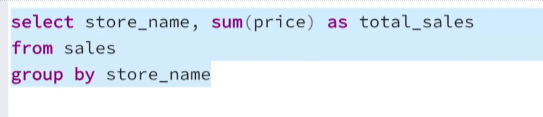 select store_name, sum(price) as total_sales
from sales
group by store_name